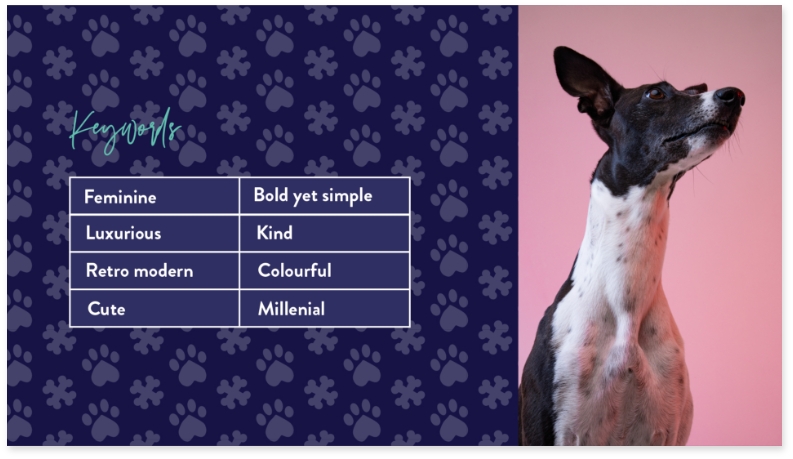 Keywords
Feminine Bold yet simple
Luxurious Kind
Retro modern Colourful
Cute Millenial